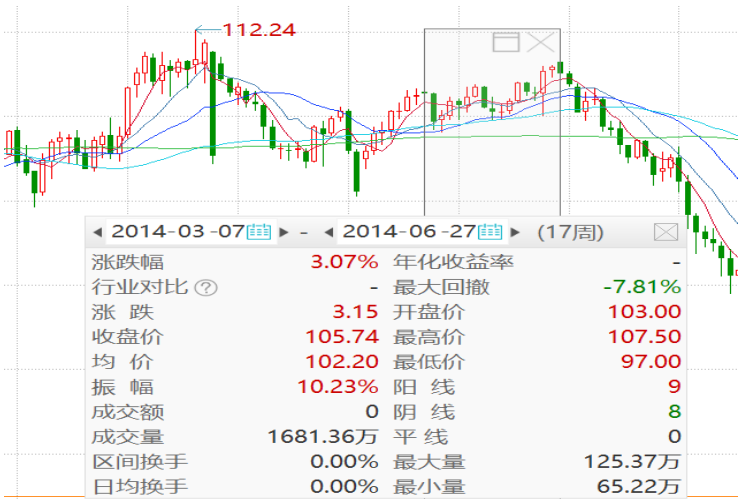 112.24
2014-03-07 - 2014-06-27 (17周)
涨跌幅 3.07% 年化收益率 -
行业对比 ? - 最大回撤 -7.81%
涨 跌 3.15 开盘价 103.00
收盘价 105.74 最高价 107.50
均 价 102.20 最低价 97.00
振 幅 10.23% 阳 线 9
成交额 0 阴 线 8
成交量 1681.36万 平 线 0
区间换手 0.00% 最大量 125.37万
日均换手 0.00% 最小量 65.22万